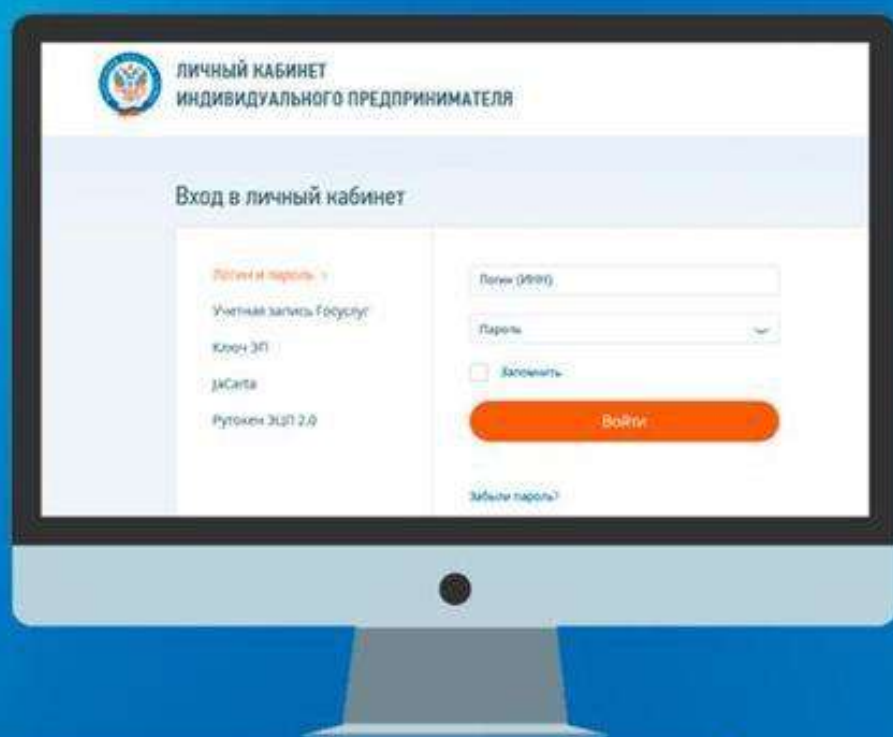 ЛИЧНЫЙ КАБИНЕТ
ИНДИВИДУАЛЬНОГО ПРЕДПРИНИМАТЕЛЯ
Вход в личный кабинет
Логин и пароль >
Учетная запись Госуслуг
Ключ ЭП
JaCarta
Рутокен ЭЦП 2.0
Логин (ИНН)
Пароль
Запомнить
Войти
Забыли пароль?